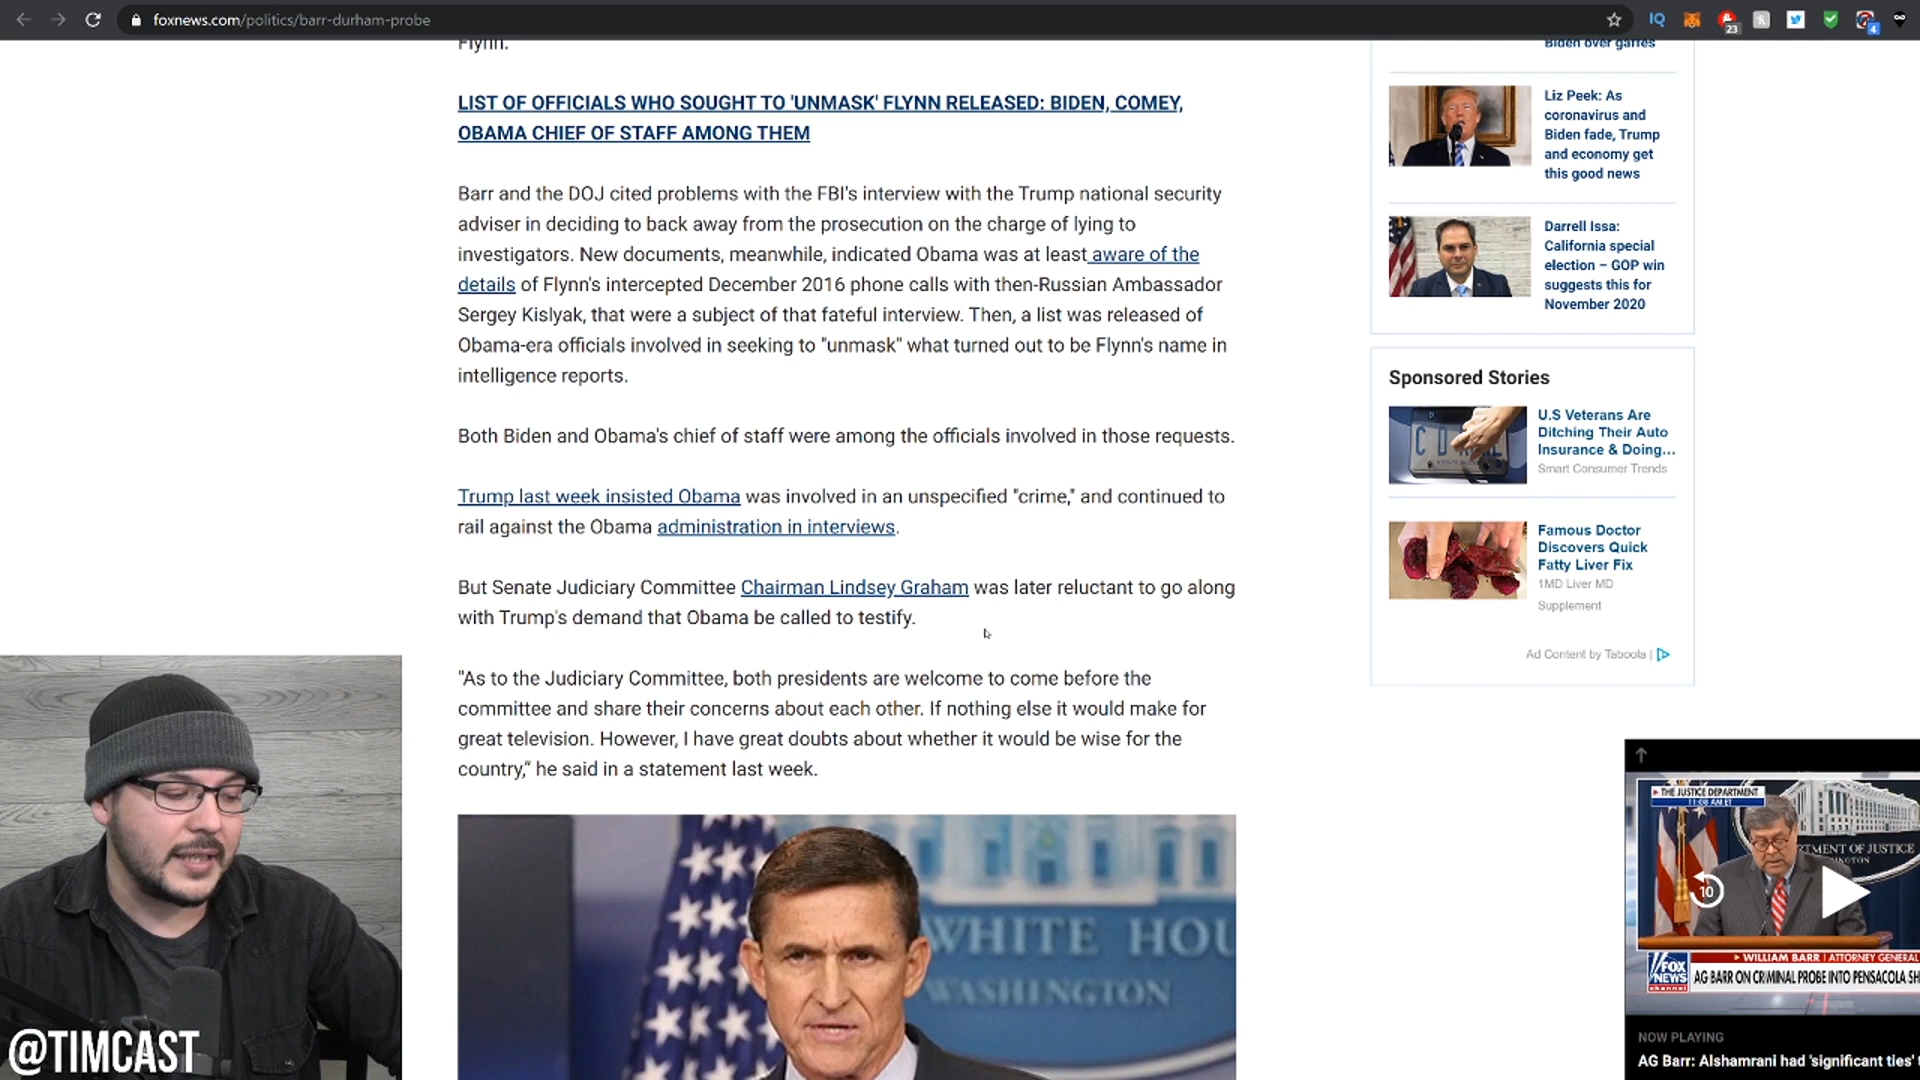 foxnews.com/politics/barr-durham-probe
IQ
23
4
Flynn.
LIST OF OFFICIALS WHO SOUGHT TO 'UNMASK' FLYNN RELEASED: BIDEN, COMEY,
OBAMA CHIEF OF STAFF AMONG THEM
Barr and the DOJ cited problems with the FBI's interview with the Trump national security
adviser in deciding to back away from the prosecution on the charge of lying to
investigators. New documents, meanwhile, indicated Obama was at least aware of the
details of Flynn's intercepted December 2016 phone calls with then-Russian Ambassador
Sergey Kislyak, that were a subject of that fateful interview. Then, a list was released of
Obama-era officials involved in seeking to "unmask" what turned out to be Flynn's name in
intelligence reports.
Both Biden and Obama's chief of staff were among the officials involved in those requests.
Trump last week insisted Obama was involved in an unspecified "crime," and continued to
rail against the Obama administration in interviews.
But Senate Judiciary Committee Chairman Lindsey Graham was later reluctant to go along
with Trump's demand that Obama be called to testify.
"As to the Judiciary Committee, both presidents are welcome to come before the
committee and share their concerns about each other. If nothing else it would make for
great television. However, I have great doubts about whether it would be wise for the
country," he said in a statement last week.
WHITE HOU
WASHINGTON
Biden over gaffes
Liz Peek: As
coronavirus and
Biden fade, Trump
and economy get
this good news
Darrell Issa:
California special
election – GOP win
suggests this for
November 2020
Sponsored Stories
U.S Veterans Are
Ditching Their Auto
Insurance & Doing...
Smart Consumer Trends
Famous Doctor
Discovers Quick
Fatty Liver Fix
1MD Liver MD
Supplement
Ad Content by Taboola |
THE JUSTICE DEPARTMENT
11:08 AM ET
RTMENT OF JUSTICE
10
WILLIAM BARR | ATTORNEY GENERAL
FOX
NEWS
channel
AG BARR ON CRIMINAL PROBE INTO PENSACOLA SH
NOW PLAYING
AG Barr: Alshamrani had 'significant ties'
@TIMCAST